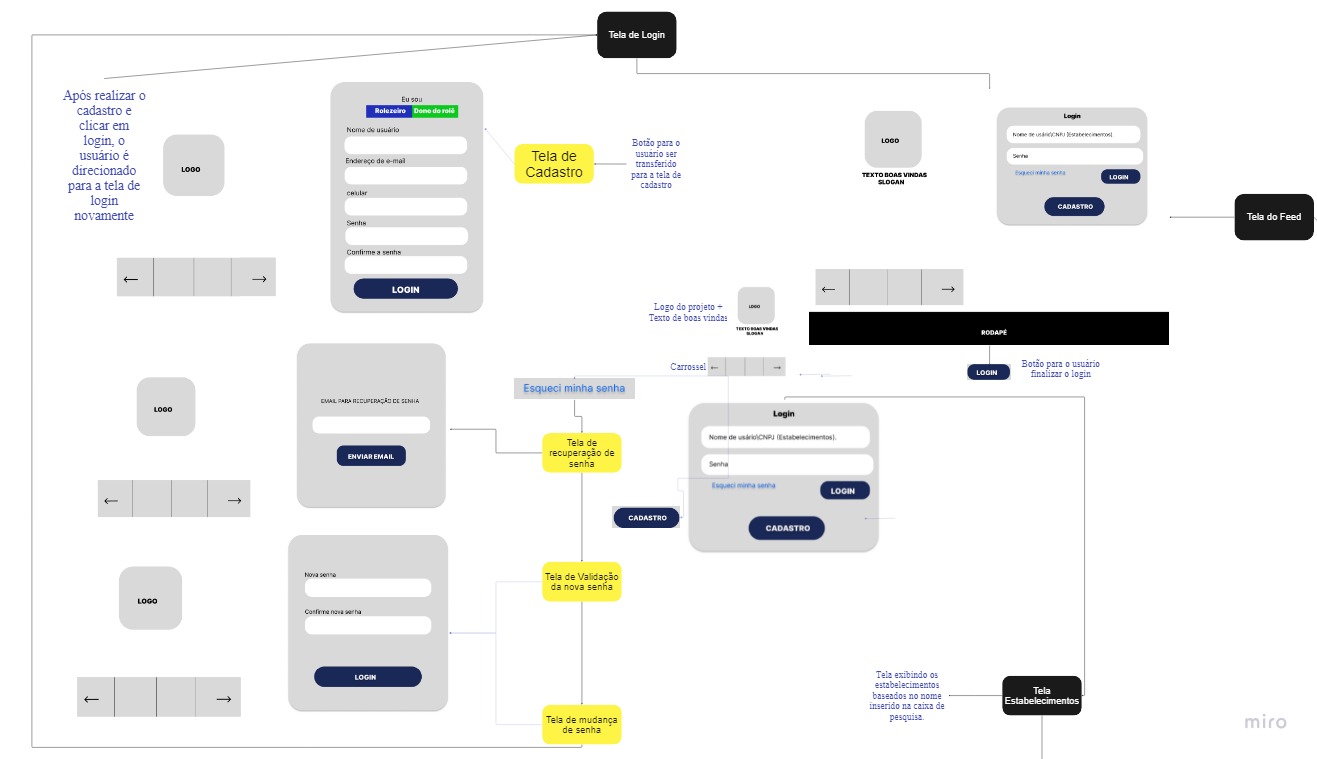 Tela de Login
Após realizar o
cadastro e
clicar em
login, o
usuário é
direcionado
para a tela de
login
novamente
LOGO
Eu sou
Rolezeiro
Dono do rolê
Nome de usuário
Endereço de e-mail
celular
Senha
Confirme a senha
LOGIN
Tela de
Cadastro
Botão para o
usuário ser
transferido
para a tela de
cadastro
LOGO
TEXTO BOAS VINDAS
SLOGAN
Login
Nome de usário\CNPJ (Estabelecimentos).
Senha
Esqueci minha senha
LOGIN
CADASTRO
Tela do Feed
Logo do projeto +
Texto de boas vindas
LOGO
TEXTO BOAS VINDAS
SLOGAN
RODAPÉ
Carrossel
LOGIN
Botão para o usuário
finalizar o login
LOGO
EMAIL PARA RECUPERAÇÃO DE SENHA
ENVIAR EMAIL
Esqueci minha senha
Tela de
recuperação de
senha
Login
Nome de usário\CNPJ (Estabelecimentos).
Senha
Esqueci minha senha
LOGIN
CADASTRO
CADASTRO
LOGO
Nova senha
Confirme nova senha
LOGIN
Tela de Validação
da nova senha
Tela de mudança
de senha
Tela exibindo os
estabelecimentos
baseados no nome
inserido na caixa de
pesquisa.
Tela
Estabelecimentos
miro